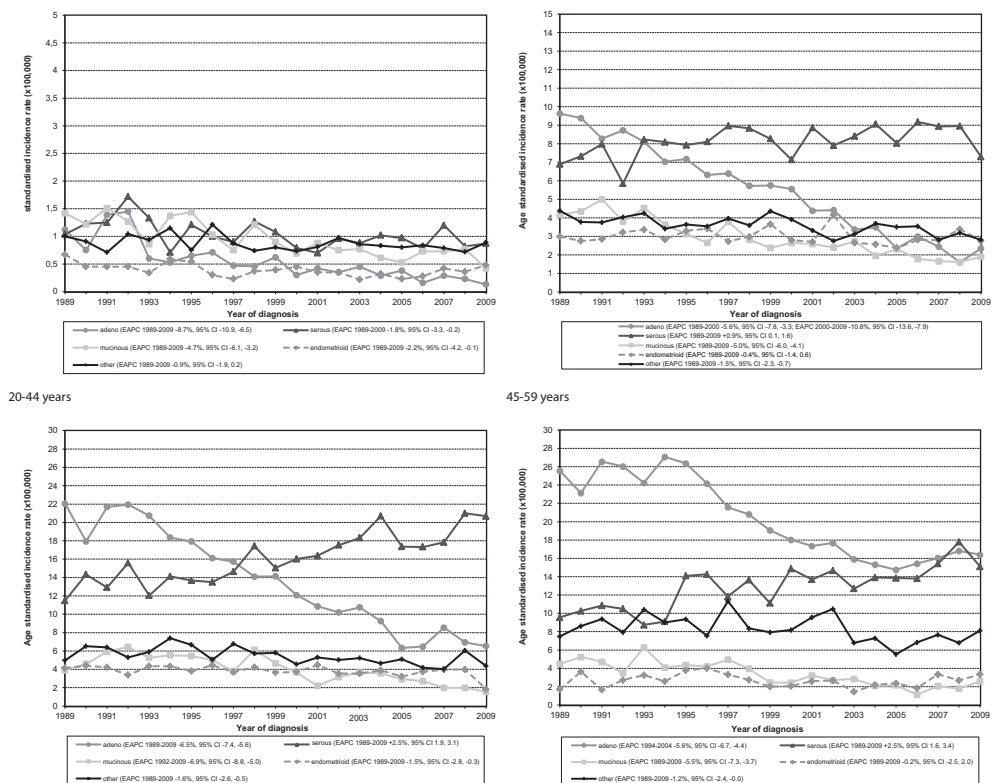 standardised incidence rate (x100,000)
5
4,5
4
3,5
3
2,5
2
1,5
1
0,5
0
1989 1991 1993 1995 1997 1999 2001 2003 2005 2007 2009
Year of diagnosis
adeno (EAPC 1989-2009 -8.7%, 95% CI -10.9, -6.5)
serous (EAPC 1989-2009 -1.8%, 95% CI -3.3, -0.2)
mucinous (EAPC 1989-2009 -4.7%, 95% CI -6.1, -3.2)
endometrioid (EAPC 1989-2009 -2.2%, 95% CI -4.2, -0.1)
other (EAPC 1989-2009 -0.9%, 95% CI -1.9, 0.2)
20-44 years
Age standardised incidence rate (x100,000)
15
14
13
12
11
10
9
8
7
6
5
4
3
2
1
0
1989 1991 1993 1995 1997 1999 2001 2003 2005 2007 2009
Year of diagnosis
adeno (EAPC 1989-2000 -5.6%, 95% CI -7.8, -3.3; EAPC 2000-2009 -10.8%, 95% CI -13.6, -7.9)
serous (EAPC 1989-2009 +0.9%, 95% CI 0.1, 1.6)
mucinous (EAPC 1989-2009 -5.0%, 95% CI -6.0, -4.1)
endometrioid (EAPC 1989-2009 -0.4%, 95% CI -1.4, 0.6)
other (EAPC 1989-2009 -1.5%, 95% CI -2.3, -0.7)
45-59 years
Age standardised incidence rate (x100,000)
30
28
26
24
22
20
18
16
14
12
10
8
6
4
2
0
1989 1991 1993 1995 1997 1999 2001 2003 2005 2007 2009
Year of diagnosis
adeno (EAPC 1989-2009 -6.5%, 95% CI -7.4, -5.6)
serous (EAPC 1989-2009 +2.5%, 95% CI 1.9, 3.1)
mucinous (EAPC 1992-2009 -6.9%, 95% CI -8.8, -5.0)
endometrioid (EAPC 1989-2009 -1.5%, 95% CI -2.8, -0.3)
other (EAPC 1989-2009 -1.6%, 95% CI -2.6, -0.5)
Age standardised incidence rate (x100,000)
30
28
26
24
22
20
18
16
14
12
10
8
6
4
2
0
1989 1991 1993 1995 1997 1999 2001 2003 2005 2007 2009
Year of diagnosis
adeno (EAPC 1994-2004 -5.6%, 95% CI -6.7, -4.4)
serous (EAPC 1989-2009 +2.5%, 95% CI 1.6, 3.4)
mucinous (EAPC 1989-2009 -5.5%, 95% CI -7.3, -3.7)
endometrioid (EAPC 1989-2009 -0.2%, 95% CI -2.5, 2.0)
other (EAPC 1989-2009 -1.2%, 95% CI -2.4, -0.0)